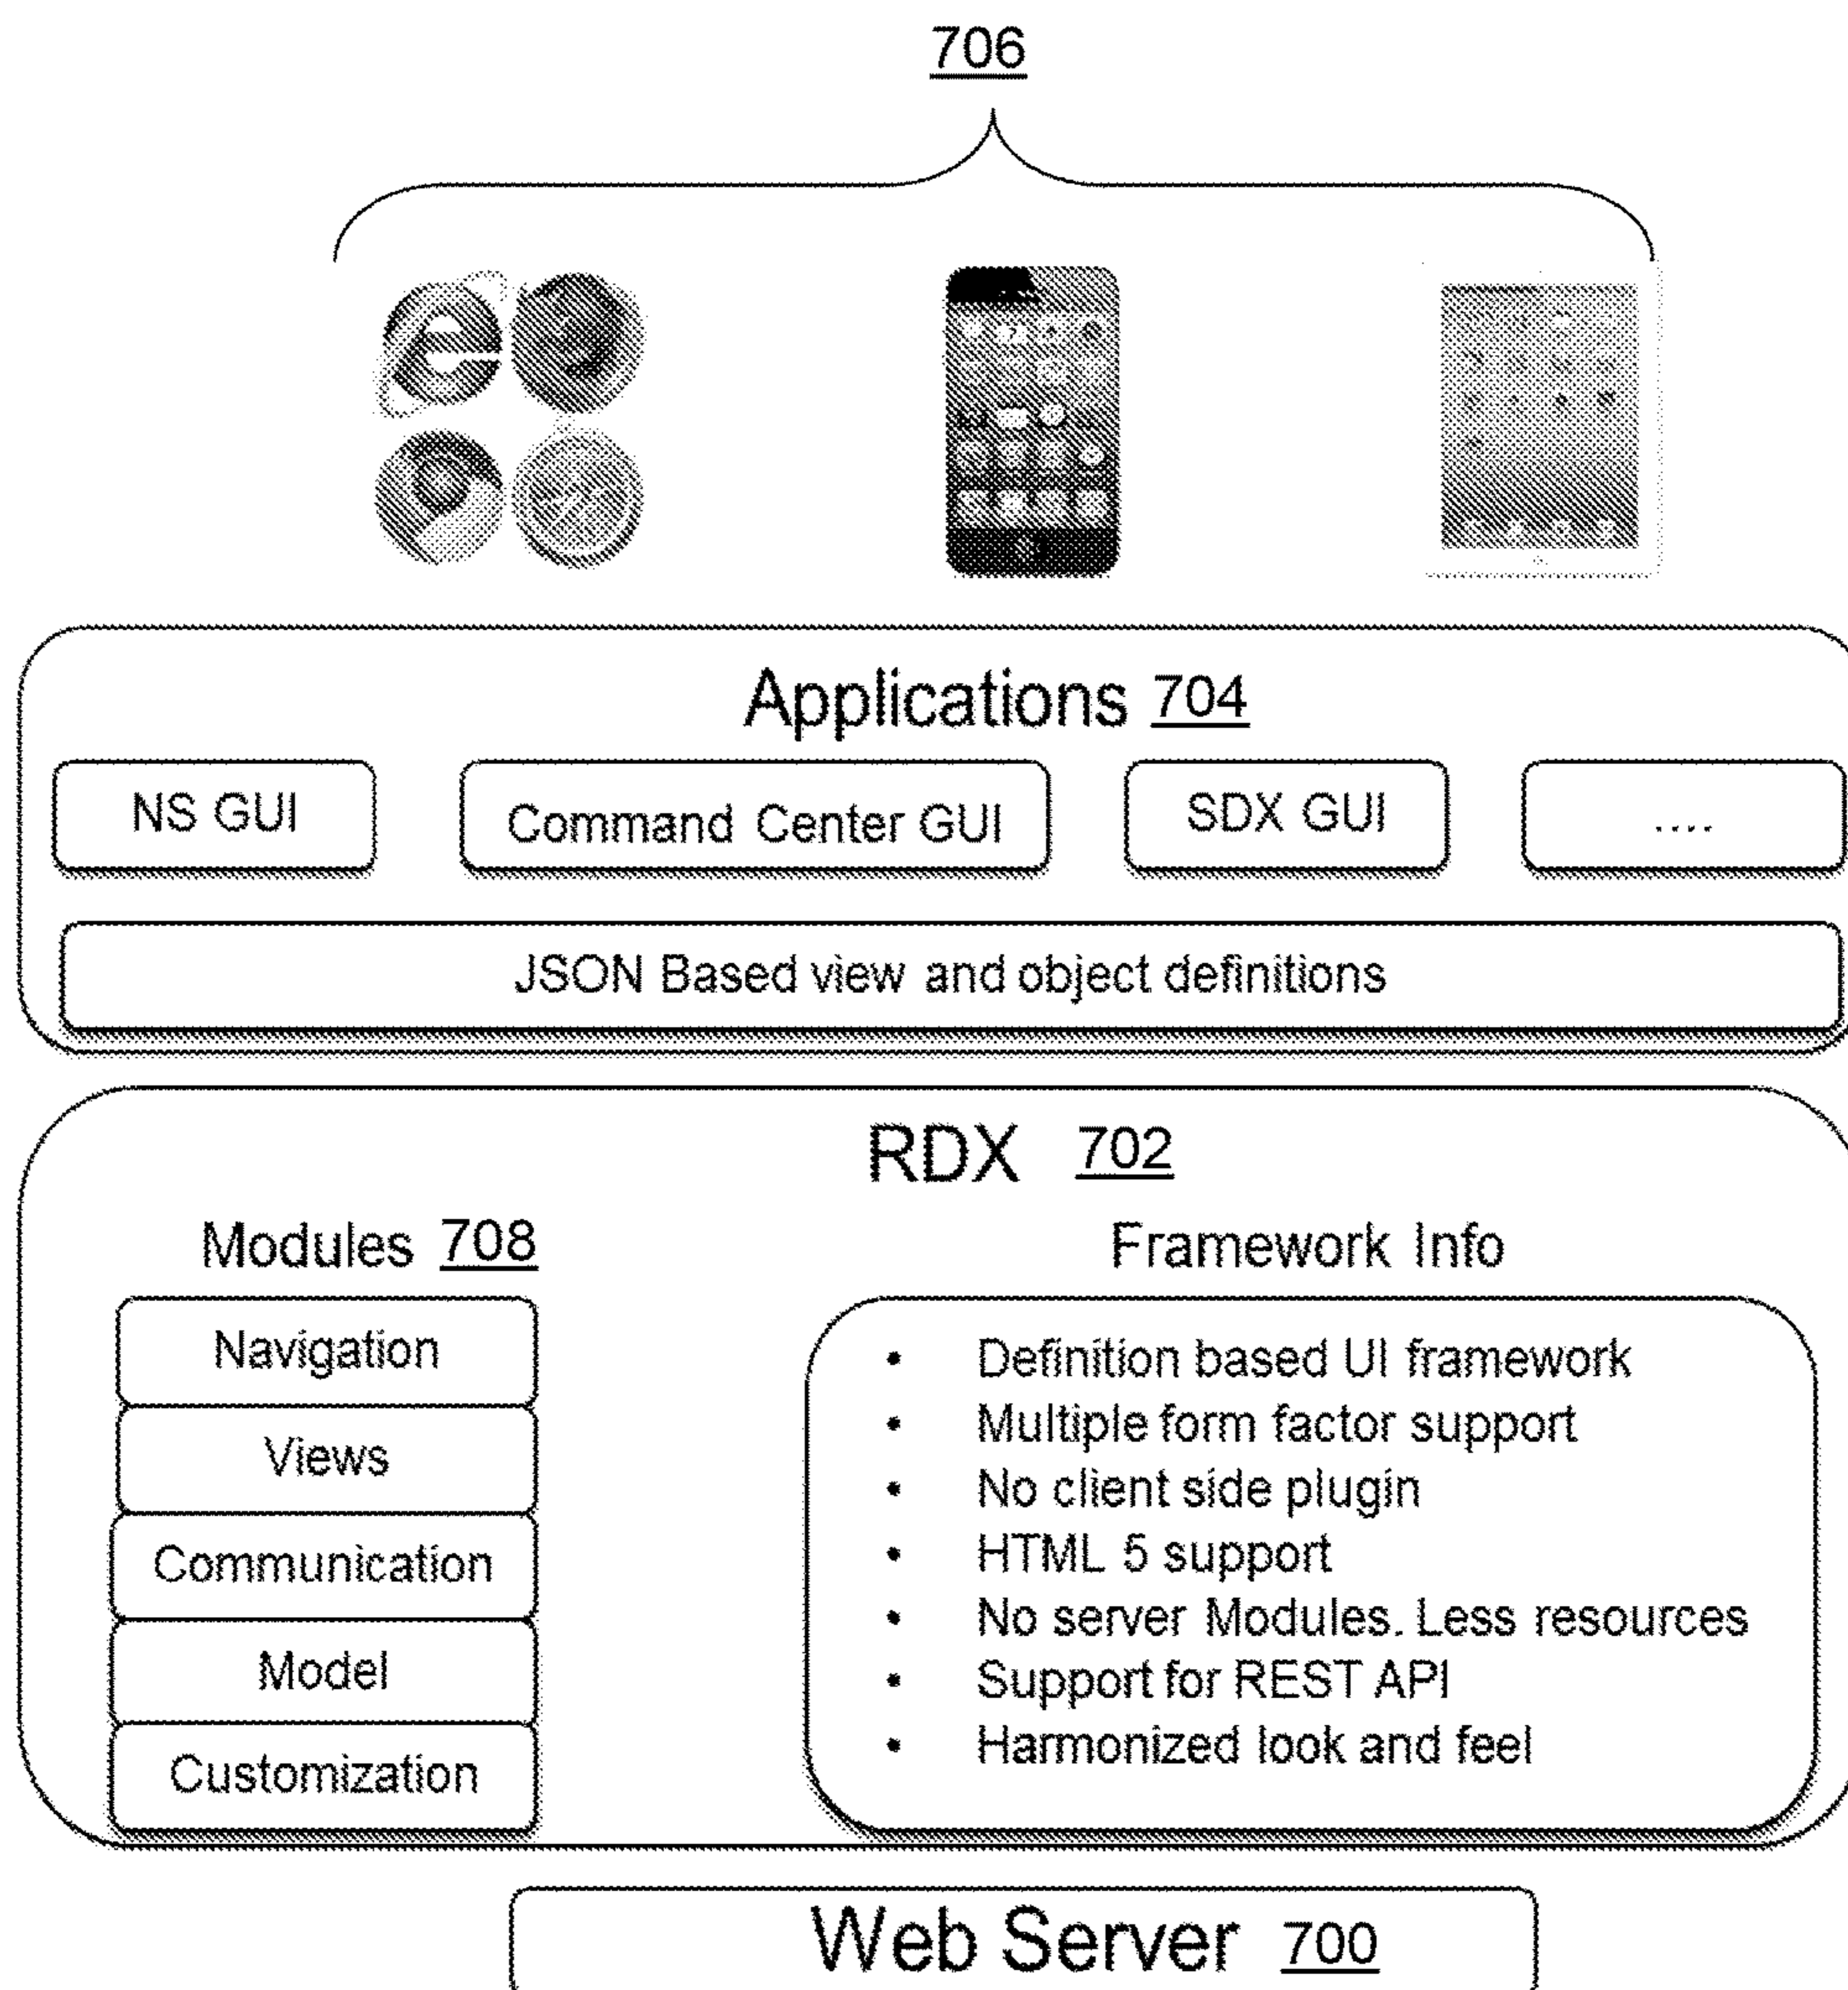 706
Applications 704
NS GUI
Command Center GUI
SDX GUI
....
JSON Based view and object definitions
RDX 702
Modules 708
Navigation
Views
Communication
Model
Customization
Framework Info
• Definition based UI framework
• Multiple form factor support
• No client side plugin
• HTML 5 support
• No server Modules. Less resources
• Support for REST API
• Harmonized look and feel
Web Server 700